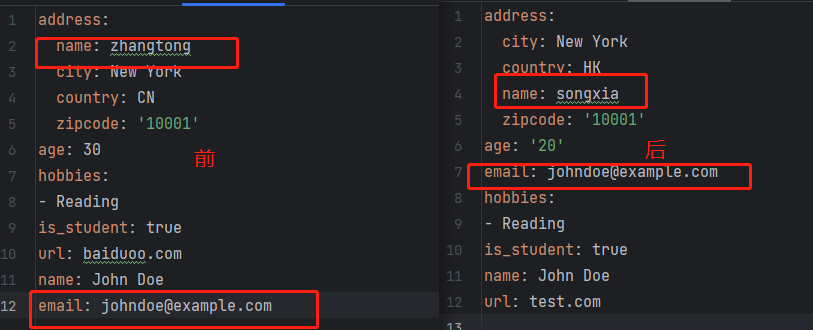 1 address:
2 name: zhangtong
3 city: New York
4 country: CN
5 zipcode: '10001'
6 age: 30
7 hobbies:
8 - Reading
9 is_student: true
10 url: baiduoo.com
11 name: John Doe
12 email: johndoe@example.com
前
1 address:
2 city: New York
3 country: HK
4 name: songxia
5 zipcode: '10001'
6 age: '20'
7 email: johndoe@example.com
8 hobbies:
9 - Reading
10 is_student: true
11 name: John Doe
12 url: test.com
13
后